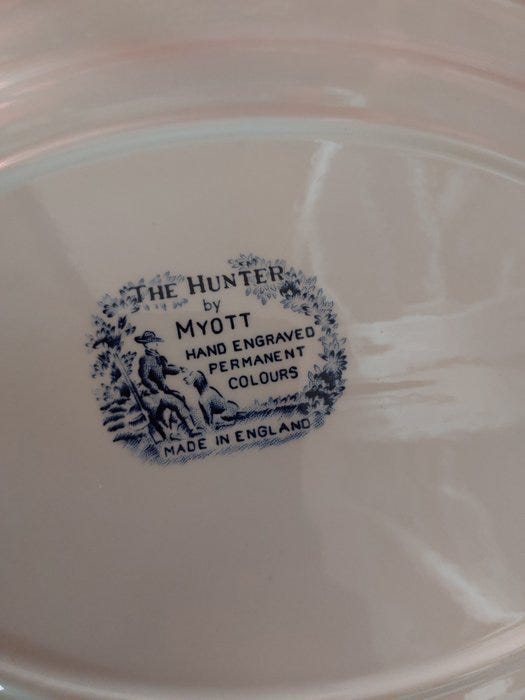 THE HUNTER
by
MYOTT
HAND ENGRAVED
PERMANENT
COLOURS
MADE IN ENGLAND